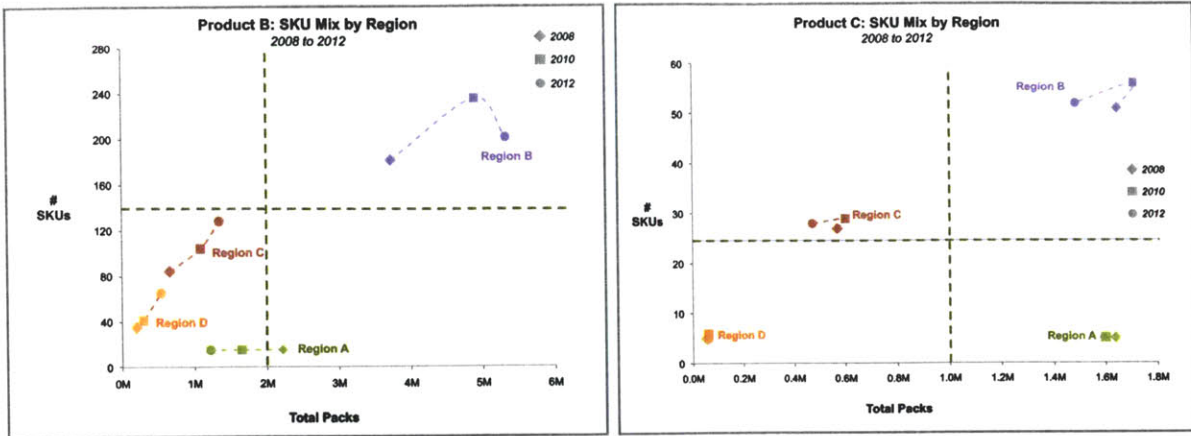 Product B: SKU Mix by Region
2008 to 2012
280
240
200
160
120
80
40
0
# SKUs
2008
2010
2012
Region B
Region C
Region D
Region A
0M 1M 2M 3M 4M 5M 6M
Total Packs
Product C: SKU Mix by Region
2008 to 2012
60
50
40
30
20
10
0
#
SKUs
Region B
2008
2010
2012
Region C
Region D
Region A
0.0M 0.2M 0.4M 0.6M 0.8M 1.0M 1.2M 1.4M 1.6M 1.8M
Total Packs